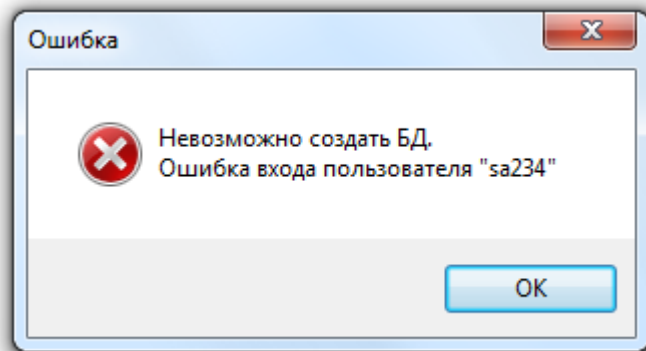 Ошибка
Невозможно создать БД.
Ошибка входа пользователя "sa234"
OK